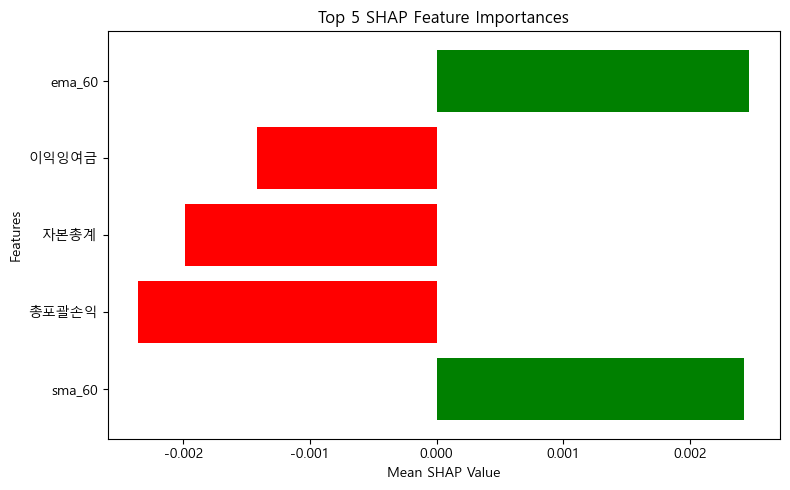 Top 5 SHAP Feature Importances
Features
ema_60
이익잉여금
자본총계
총포괄손익
sma_60
-0.002
-0.001
0.000
0.001
0.002
Mean SHAP Value